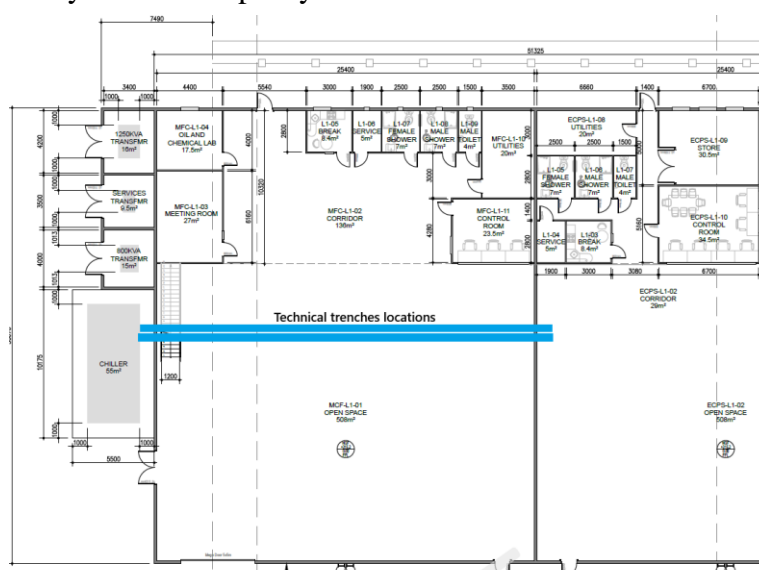 7490
51325
25400
25400
3400
4400
5540
3000
1900
2500
2500
1500
3500
6660
1400
6700
1000
1000
4200
1000
1000
1250KVA
TRANSFMR
MFC-L1-04
OIL AND
CHEMICAL LAB
17.5m²
4000
2800
L1-05
BREAK
8.4m²
L1-06
SERVICE
5m²
L1-07
FEMALE
SHOWER
7m²
L1-08
MALE
SHOWER
7m²
L1-09
MALE
TOILET
4m²
MFC-L1-10
UTILITIES
20m²
ECPS-L1-08
UTILITIES
20m²
2500
2500
1500
ECPS-L1-09
STORE
30.5m²
3500
SERVICES
TRANSFMR
MFC-L1-03
MEETING ROOM
27m²
10320
6160
MFC-L1-02
CORRIDOR
136m²
3000
4280
MFC-L1-11
CONTROL
ROOM
23.5m²
2800
1400
2800
L1-05
FEMALE
SHOWER
7m²
L1-06
MALE
SHOWER
7m²
L1-07
MALE
TOILET
4m²
L1-04
SERVICE
5m²
L1-03
BREAK
8.4m²
5560
ECPS-L1-10
CONTROL
ROOM
34.5m²
4000
1013
1013
TRANSFMR
15m²
1900
3000
3080
6700
ECPS-L1-02
CORRIDOR
29m²
1000
10175
CHILLER
55m²
1000
1000
1000
5500
1200
Technical trenches locations
MCF-L1-01
OPEN SPACE
508m²
ECPS-L1-02
OPEN SPACE
508m²